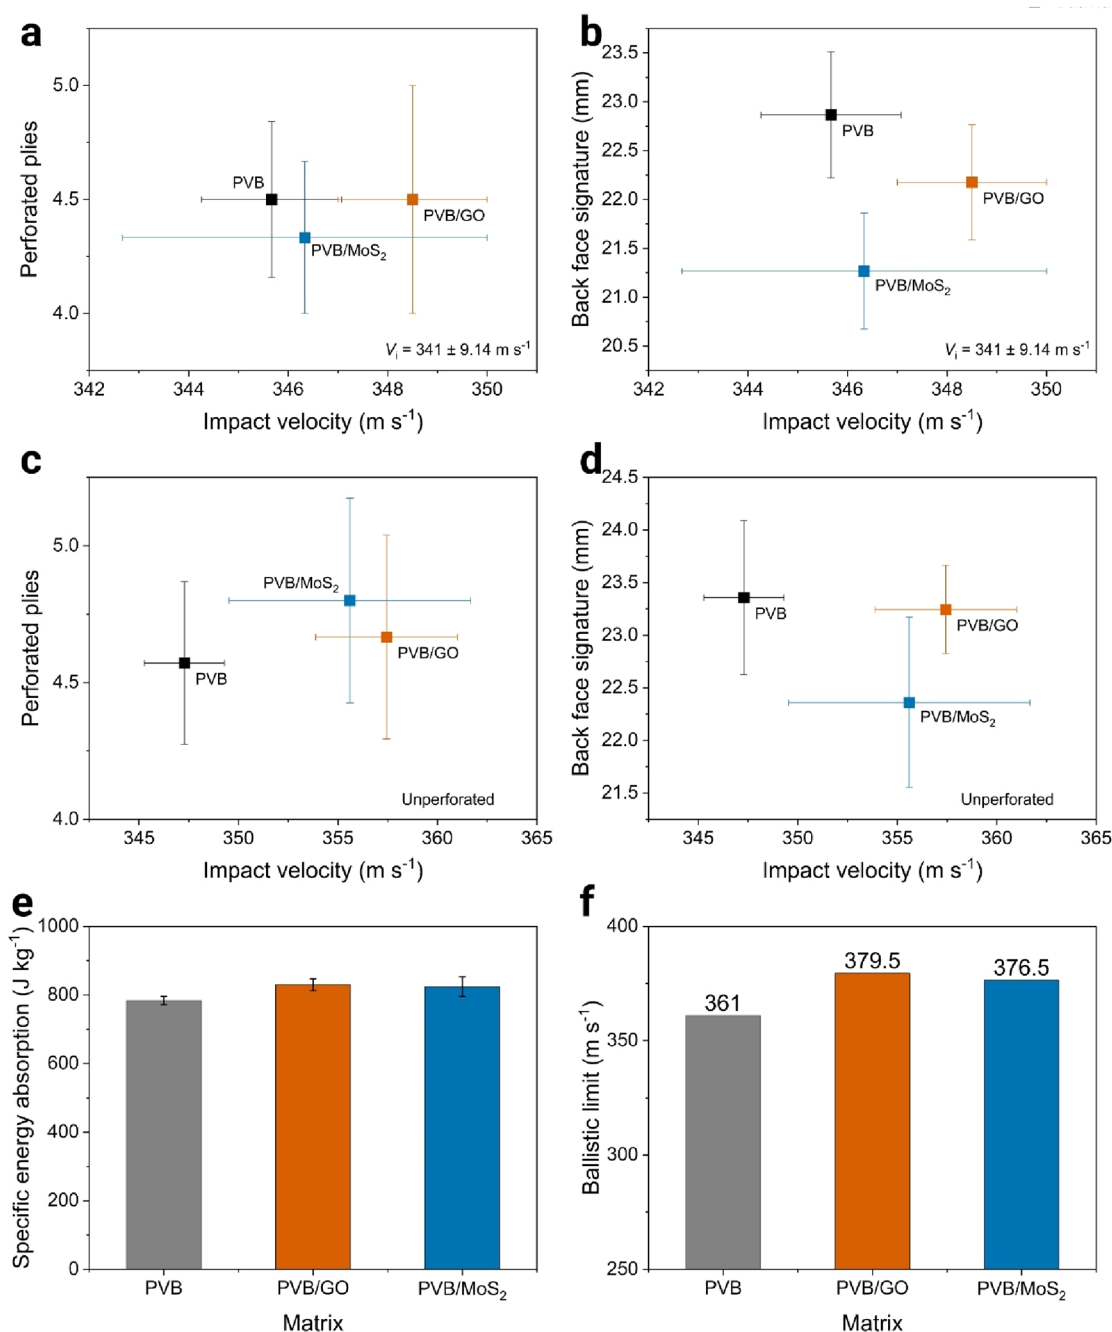 a
Perforated plies
5.0
4.5
4.0
PVB
PVB/GO
PVB/MoS₂
Vᵢ = 341 ± 9.14 m s⁻¹
342 344 346 348 350
Impact velocity (m s⁻¹)
b
Back face signature (mm)
23.5
23.0
22.5
22.0
21.5
21.0
20.5
PVB
PVB/GO
PVB/MoS₂
Vᵢ = 341 ± 9.14 m s⁻¹
342 344 346 348 350
Impact velocity (m s⁻¹)
c
Perforated plies
5.0
4.5
4.0
PVB/MoS₂
PVB/GO
PVB
Unperforated
345 350 355 360 365
Impact velocity (m s⁻¹)
d
Back face signature (mm)
24.5
24.0
23.5
23.0
22.5
22.0
21.5
PVB
PVB/GO
PVB/MoS₂
Unperforated
345 350 355 360 365
Impact velocity (m s⁻¹)
e
Specific energy absorption (J kg⁻¹)
1000
800
600
400
200
0
PVB PVB/GO PVB/MoS₂
Matrix
f
Ballistic limit (m s⁻¹)
400
350
300
250
361
379.5
376.5
PVB PVB/GO PVB/MoS₂
Matrix